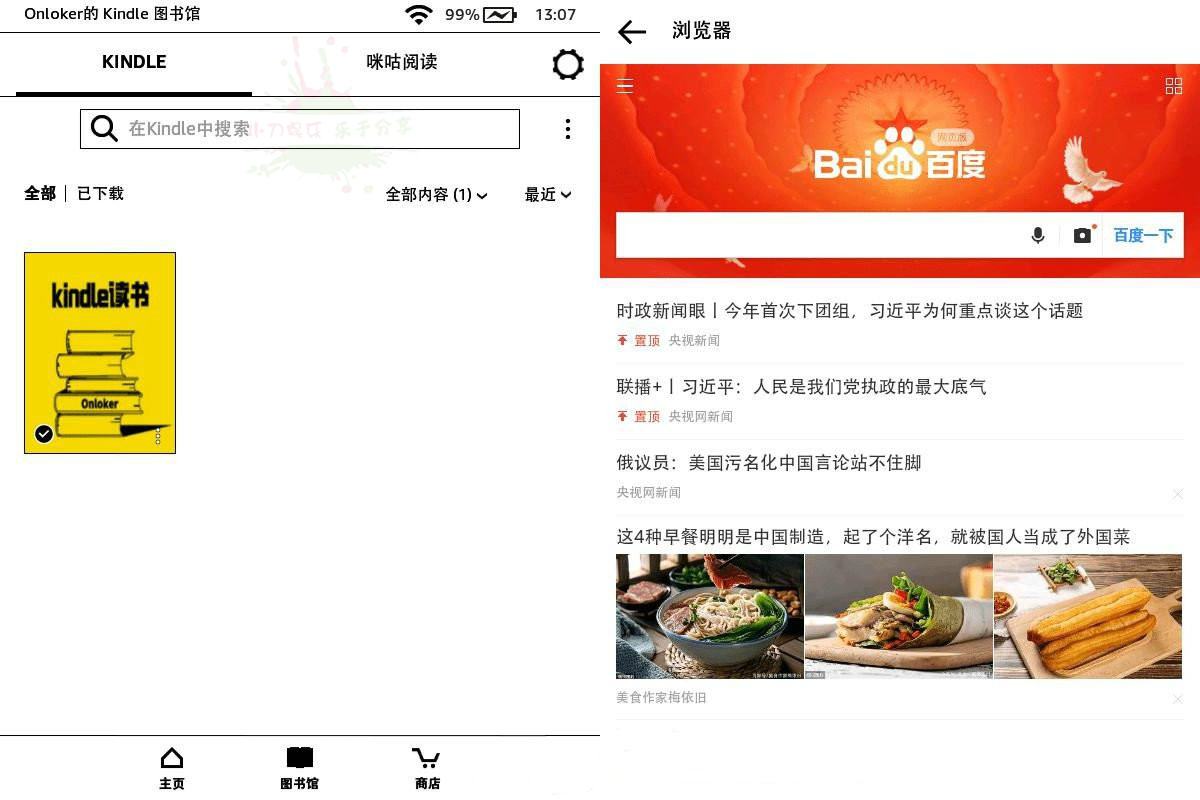 Onloker的 Kindle 图书馆
99%
13:07
KINDLE
咪咕阅读
在Kindle中搜索
乐于分享
全部 | 已下载
全部内容 (1)
最近
kindle读书
Onloker
主页
图书馆
商店
浏览器
网页版
Bai du 百度
百度一下
时政新闻眼丨今年首次下团组，习近平为何重点谈这个话题
置顶 央视新闻
联播+丨习近平：人民是我们党执政的最大底气
置顶 央视网新闻
俄议员：美国污名化中国言论站不住脚
央视网新闻
这4种早餐明明是中国制造，起了个洋名，就被国人当成了外国菜
美食作家梅依旧